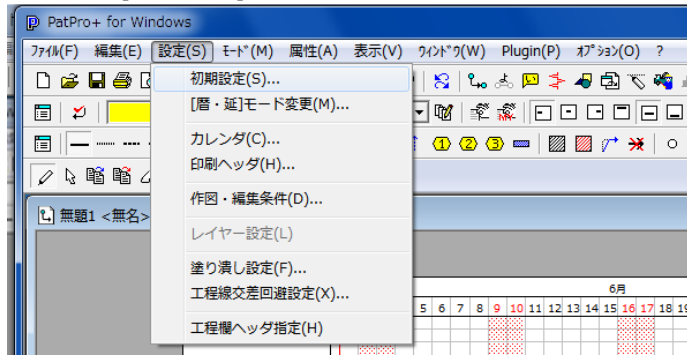 PatPro+ for Windows
ﾌｧｲﾙ(F) 編集(E) 設定(S) ﾓｰﾄﾞ(M) 属性(A) 表示(V) ｳｨﾝﾄﾞｳ(W) Plugin(P) ｵﾌﾟｼｮﾝ(O) ?
初期設定(S)...
[暦・延]モード変更(M)...
カレンダ(C)...
印刷ヘッダ(H)...
作図・編集条件(D)...
レイヤー設定(L)
塗り潰し設定(F)...
工程線交差回避設定(X)...
工程欄ヘッダ指定(H)
1 2 3
無題1 <無名>
6月
5 6 7 8 9 10 11 12 13 14 15 16 17 18 19